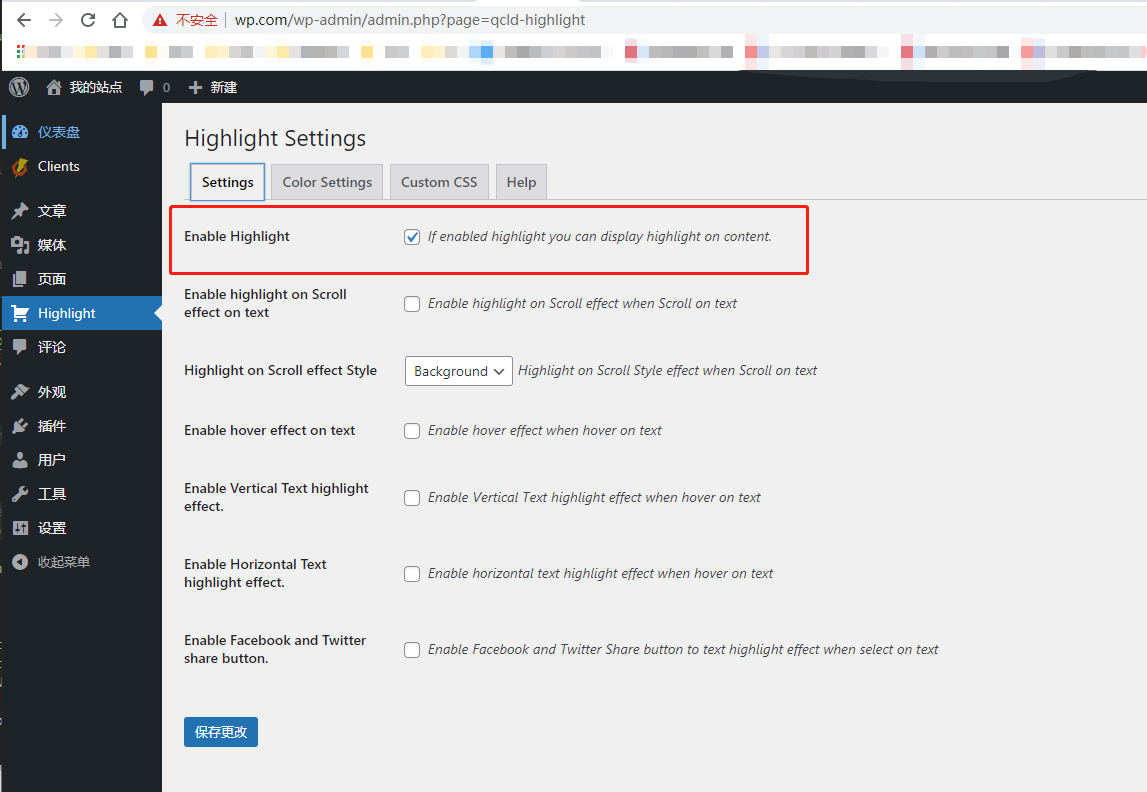 不安全 wp.com/wp-admin/admin.php?page=qcld-highlight
我的站点 0 新建
仪表盘
Clients
文章
媒体
页面
Highlight
评论
外观
插件
用户
工具
设置
收起菜单
Highlight Settings
Settings Color Settings Custom CSS Help
Enable Highlight If enabled highlight you can display highlight on content.
Enable highlight on Scroll
effect on text
Enable highlight on Scroll effect when Scroll on text
Highlight on Scroll effect Style Background Highlight on Scroll Style effect when Scroll on text
Enable hover effect on text Enable hover effect when hover on text
Enable Vertical Text highlight
effect.
Enable Vertical Text highlight effect when hover on text
Enable Horizontal Text
highlight effect.
Enable horizontal text highlight effect when hover on text
Enable Facebook and Twitter
share button.
Enable Facebook and Twitter Share button to text highlight effect when select on text
保存更改